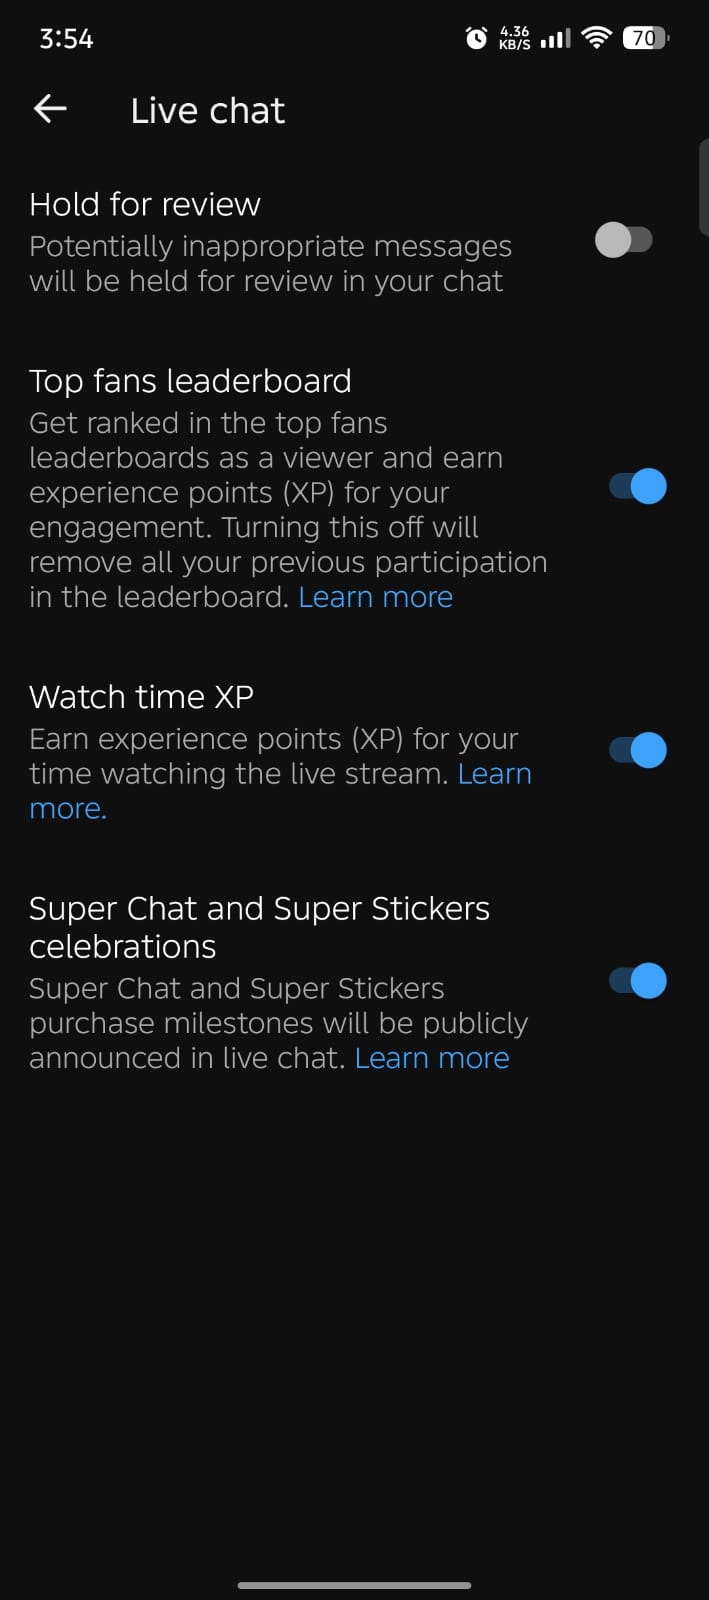 3:54
4.36
KB/S
70
Live chat
Hold for review
Potentially inappropriate messages
will be held for review in your chat
Top fans leaderboard
Get ranked in the top fans
leaderboards as a viewer and earn
experience points (XP) for your
engagement. Turning this off will
remove all your previous participation
in the leaderboard. Learn more
Watch time XP
Earn experience points (XP) for your
time watching the live stream. Learn
more.
Super Chat and Super Stickers
celebrations
Super Chat and Super Stickers
purchase milestones will be publicly
announced in live chat. Learn more